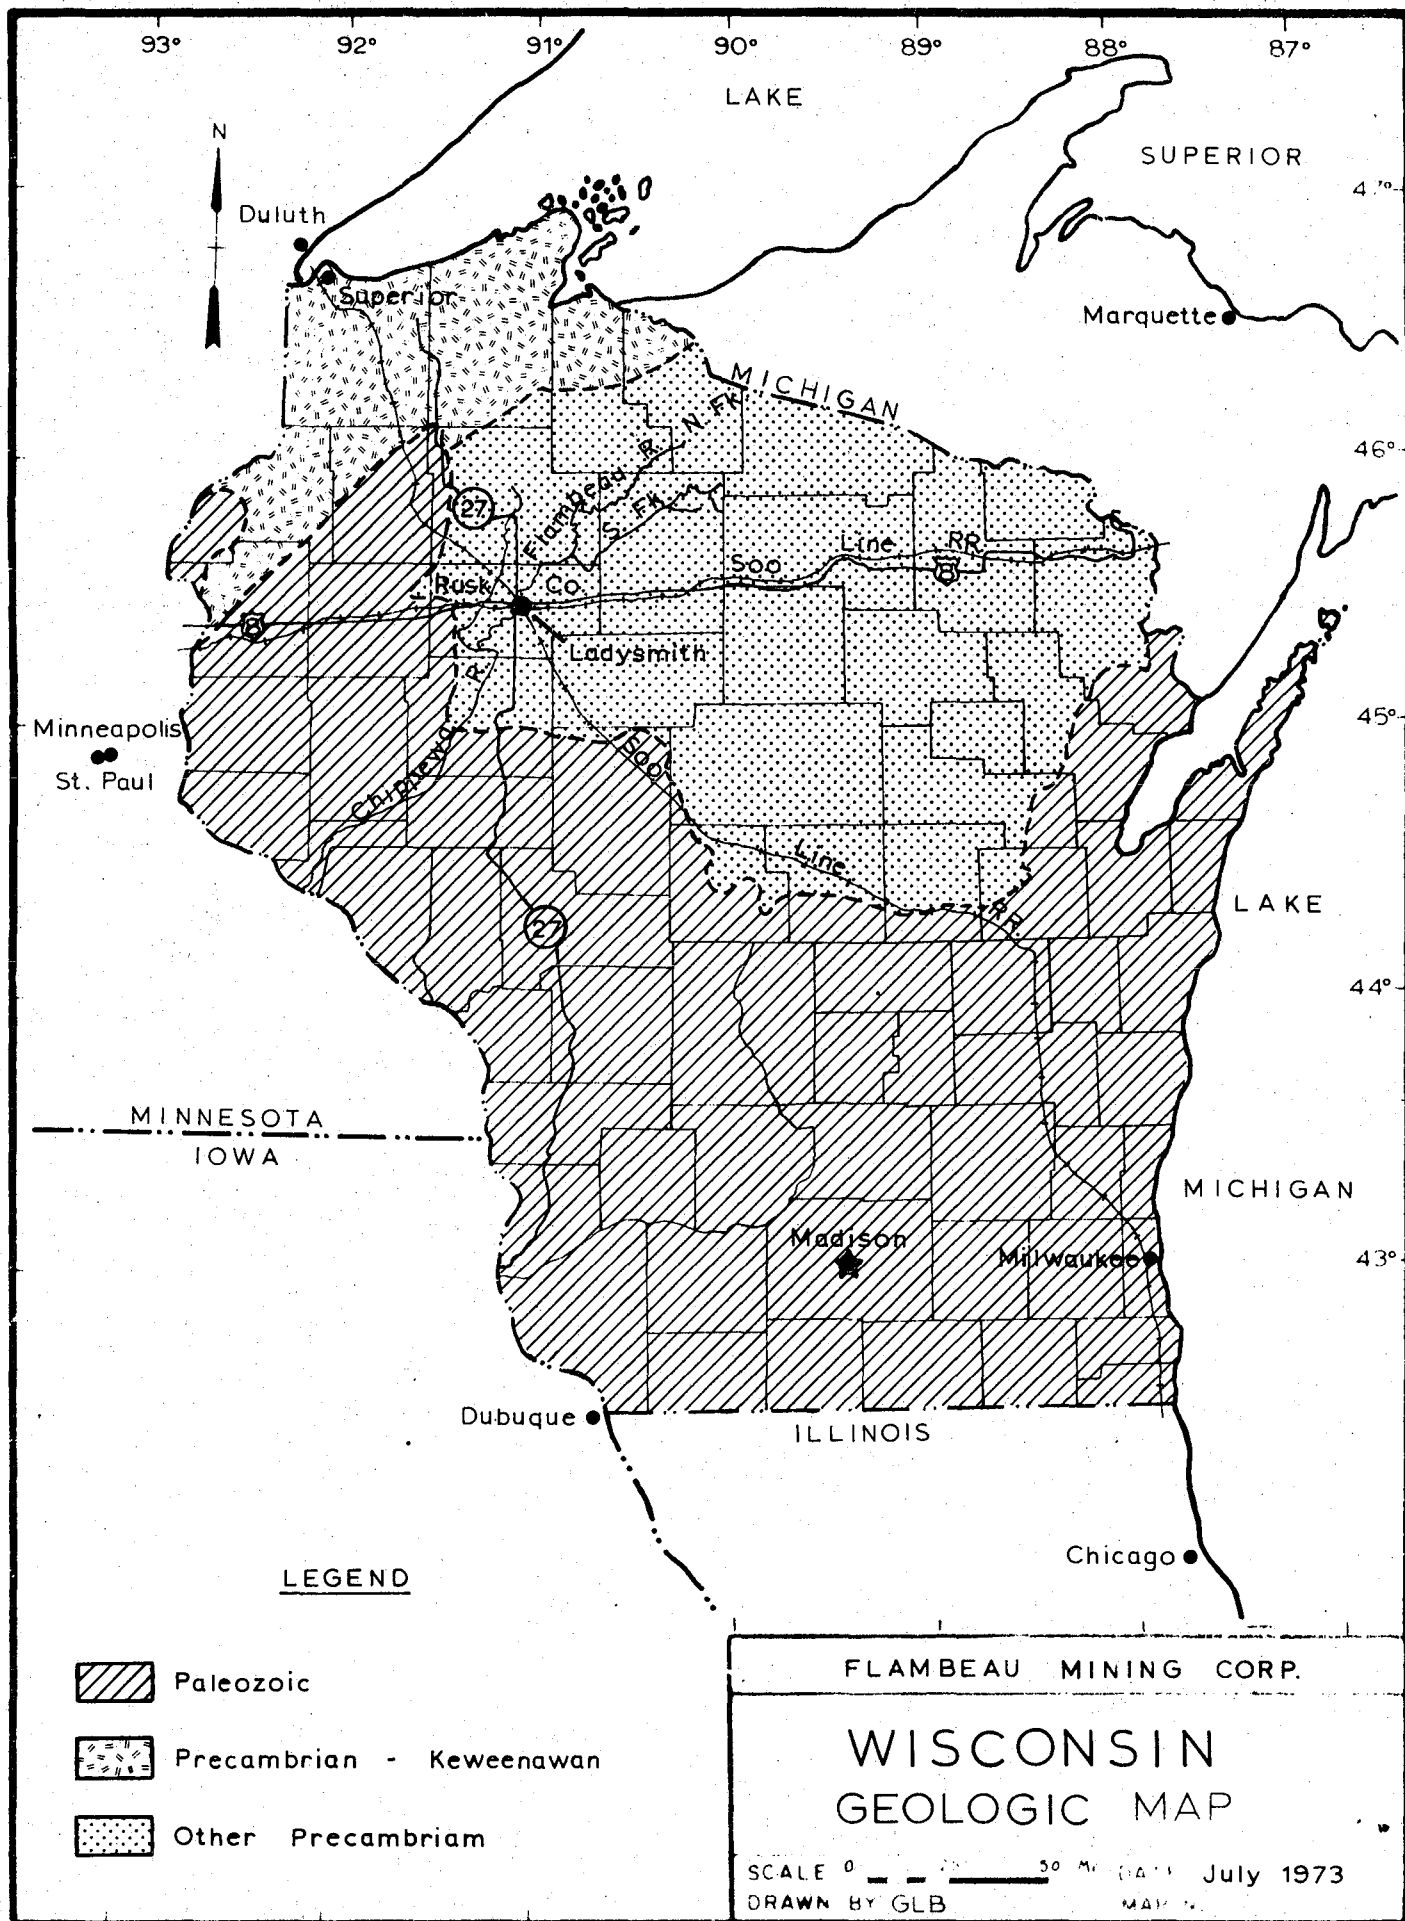 93° 92° 91° 90° 89° 88° 87°
LAKE
SUPERIOR
N
47°
Duluth
Superior
Marquette
MICHIGAN
46°
Flambeau R. N. FK
S. FK
27
Line RR.
Soo
8
Rusk Co.
8
Ladysmith
R.
Chippewa
45°
Minneapolis
St. Paul
Soo
Line
RR.
LAKE
27
44°
MINNESOTA
IOWA
MICHIGAN
Madison
Milwaukee
43°
Dubuque
ILLINOIS
Chicago
LEGEND
Paleozoic
Precambrian - Keweenawan
Other Precambriam
FLAMBEAU MINING CORP.
WISCONSIN
GEOLOGIC MAP
SCALE 0 50 July 1973
DRAWN BY GLB